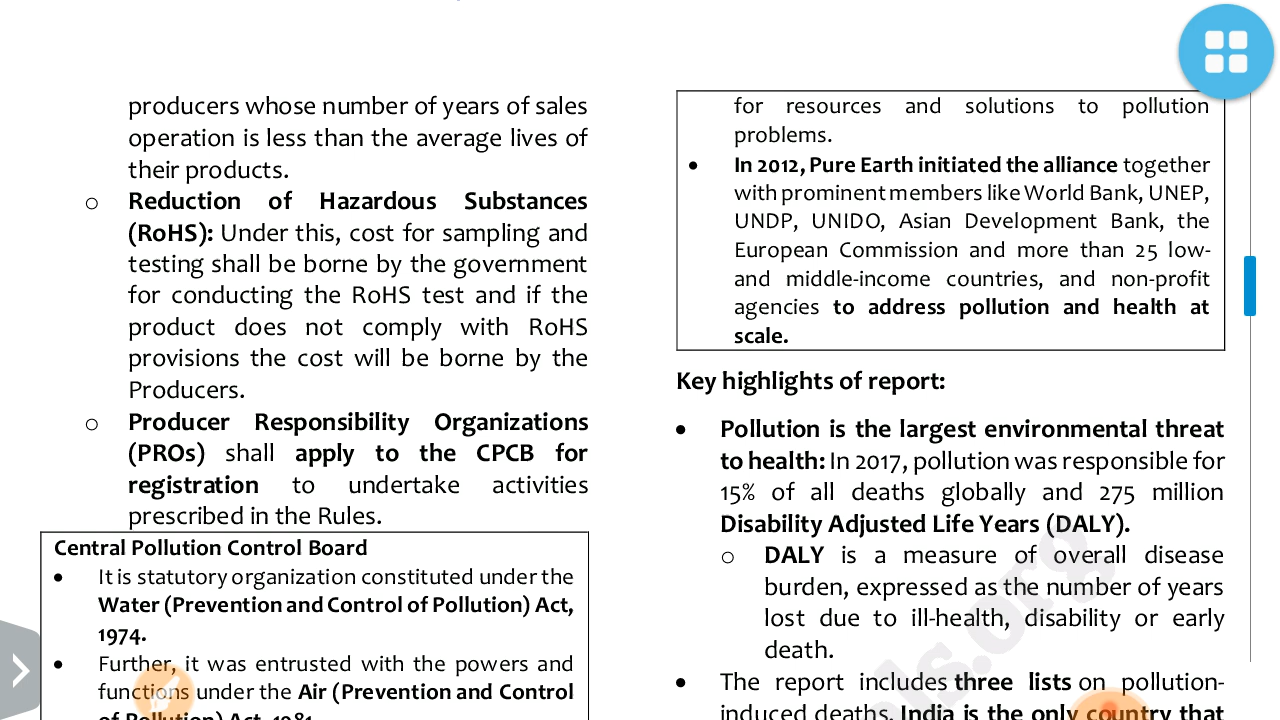 producers whose number of years of sales
operation is less than the average lives of
their products.
o Reduction of Hazardous Substances
(RoHS): Under this, cost for sampling and
testing shall be borne by the government
for conducting the RoHS test and if the
product does not comply with RoHS
provisions the cost will be borne by the
Producers.
o Producer Responsibility Organizations
(PROs) shall apply to the CPCB for
registration to undertake activities
prescribed in the Rules.
Central Pollution Control Board
• It is statutory organization constituted under the
Water (Prevention and Control of Pollution) Act,
1974.
• Further, it was entrusted with the powers and
functions under the Air (Prevention and Control
of Pollution) Act, 1981.
for resources and solutions to pollution
problems.
• In 2012, Pure Earth initiated the alliance together
with prominent members like World Bank, UNEP,
UNDP, UNIDO, Asian Development Bank, the
European Commission and more than 25 low-
and middle-income countries, and non-profit
agencies to address pollution and health at
scale.
Key highlights of report:
• Pollution is the largest environmental threat
to health: In 2017, pollution was responsible for
15% of all deaths globally and 275 million
Disability Adjusted Life Years (DALY).
o DALY is a measure of overall disease
burden, expressed as the number of years
lost due to ill-health, disability or early
death.
• The report includes three lists on pollution-
induced deaths. India is the only country that
ls.org